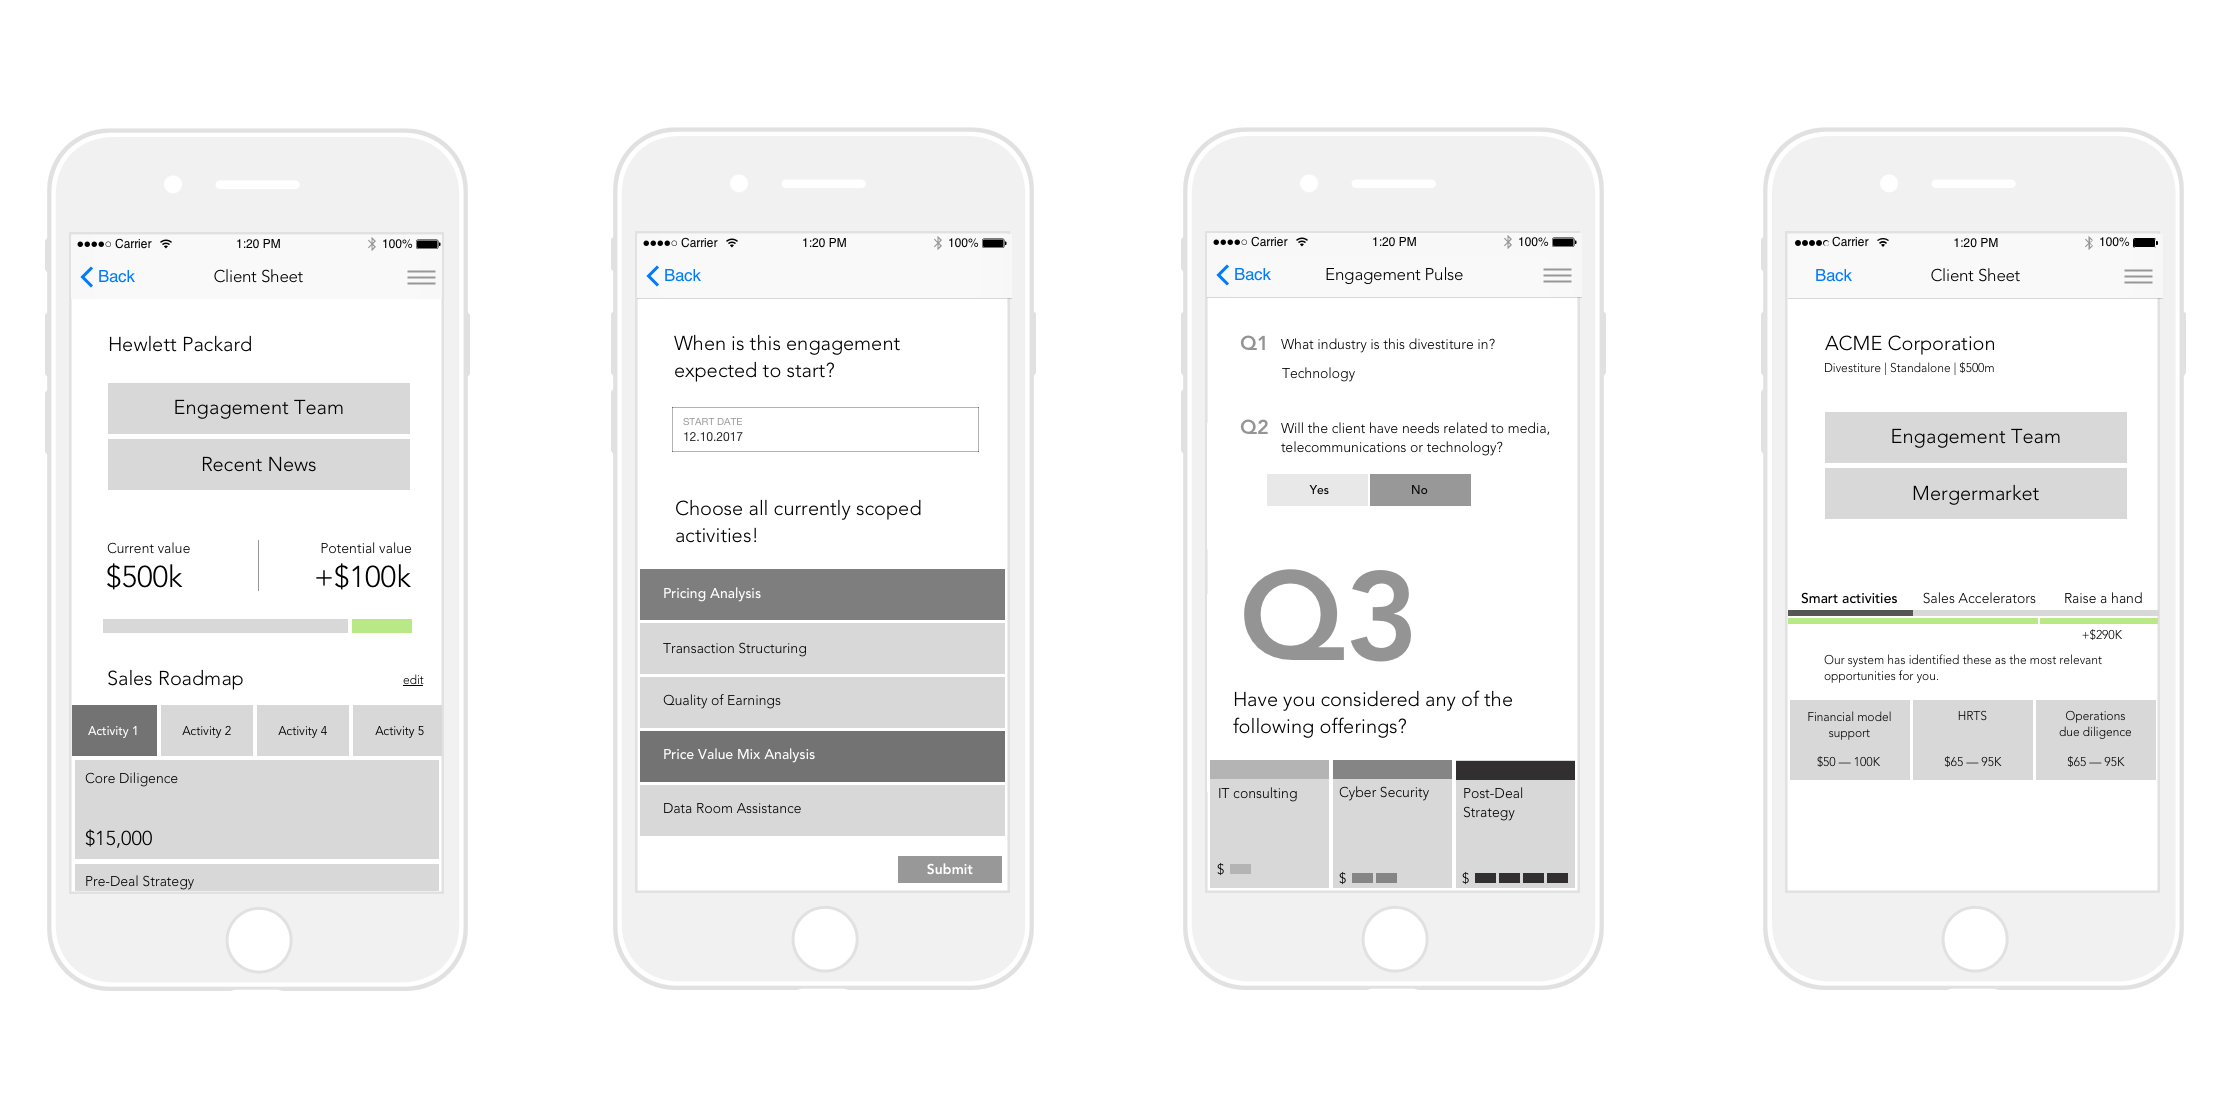 Carrier 1:20 PM 100%
Back Client Sheet
Hewlett Packard
Engagement Team
Recent News
Current value Potential value
$500k +$100k
Sales Roadmap edit
Activity 1 Activity 2 Activity 4 Activity 5
Core Diligence
$15,000
Pre-Deal Strategy
Carrier 1:20 PM 100%
Back
When is this engagement
expected to start?
START DATE
12.10.2017
Choose all currently scoped
activities!
Pricing Analysis
Transaction Structuring
Quality of Earnings
Price Value Mix Analysis
Data Room Assistance
Submit
Carrier 1:20 PM 100%
Back Engagement Pulse
Q1 What industry is this divestiture in?
Technology
Q2 Will the client have needs related to media,
telecommunications or technology?
Yes No
Q3
Have you considered any of the
following offerings?
IT consulting Cyber Security Post-Deal
Strategy
$ $ $
Carrier 1:20 PM 100%
Back Client Sheet
ACME Corporation
Divestiture | Standalone | $500m
Engagement Team
Mergermarket
Smart activities Sales Accelerators Raise a hand
+$290K
Our system has identified these as the most relevant
opportunities for you.
Financial model HRTS Operations
support due diligence
$50 — 100K $65 — 95K $65 — 95K